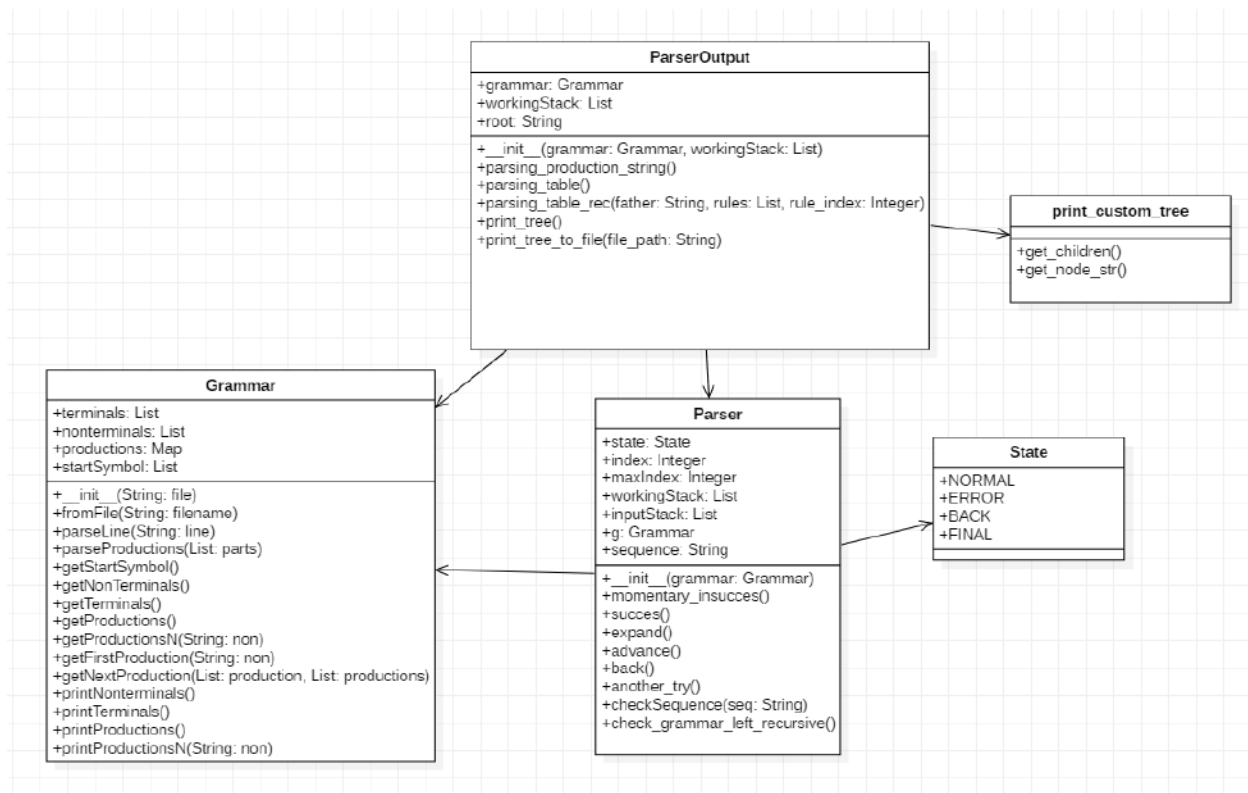 ParserOutput
+grammar: Grammar
+workingStack: List
+root: String
+__init__(grammar: Grammar, workingStack: List)
+parsing_production_string()
+parsing_table()
+parsing_table_rec(father: String, rules: List, rule_index: Integer)
+print_tree()
+print_tree_to_file(file_path: String)
print_custom_tree
+get_children()
+get_node_str()
Grammar
+terminals: List
+nonterminals: List
+productions: Map
+startSymbol: List
+__init__(String: file)
+fromFile(String: filename)
+parseLine(String: line)
+parseProductions(List: parts)
+getStartSymbol()
+getNonTerminals()
+getTerminals()
+getProductions()
+getProductionsN(String: non)
+getFirstProduction(String: non)
+getNextProduction(List: production, List: productions)
+printNonterminals()
+printTerminals()
+printProductions()
+printProductionsN(String: non)
Parser
+state: State
+index: Integer
+maxIndex: Integer
+workingStack: List
+inputStack: List
+g: Grammar
+sequence: String
+__init__(grammar: Grammar)
+momentary_insucces()
+succes()
+expand()
+advance()
+back()
+another_try()
+checkSequence(seq: String)
+check_grammar_left_recursive()
State
+NORMAL
+ERROR
+BACK
+FINAL